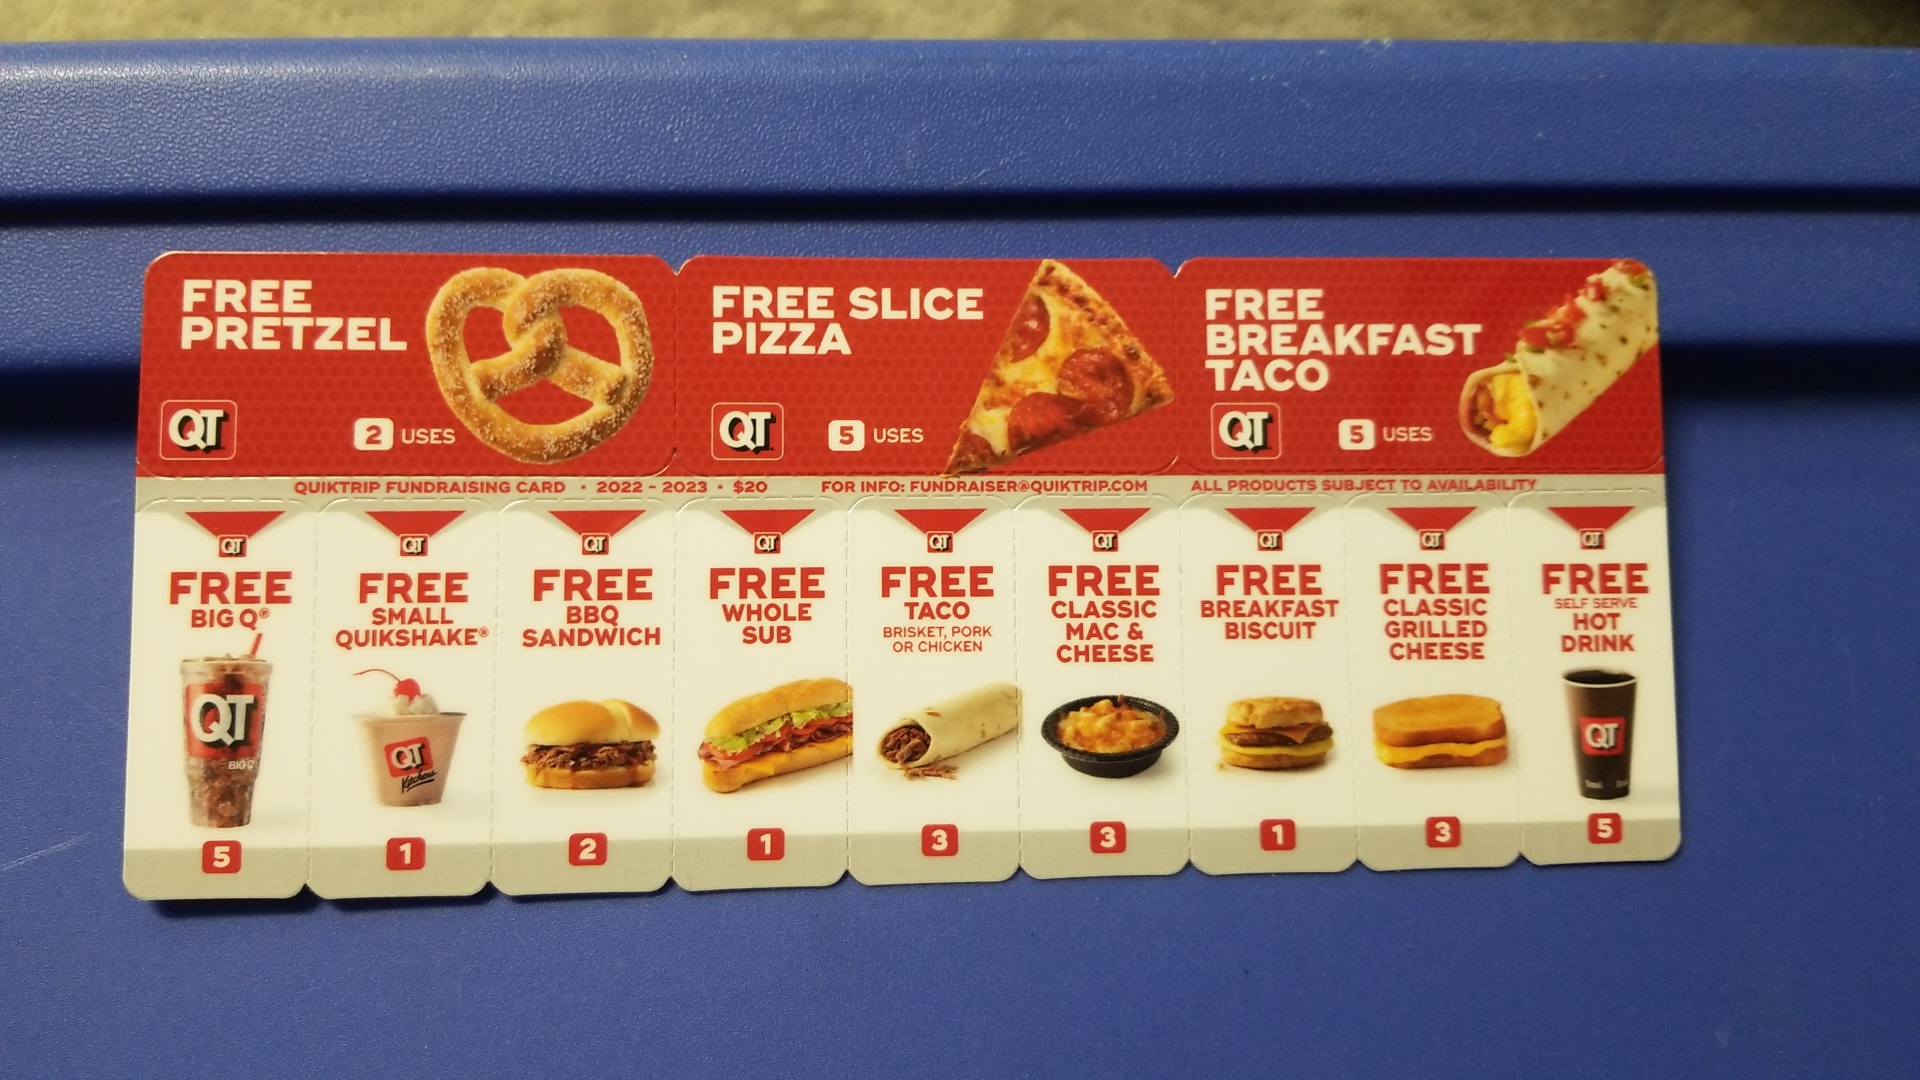 FREE
PRETZEL
QT
2 USES
FREE SLICE
PIZZA
QT
5 USES
FREE
BREAKFAST
TACO
QT
5 USES
QUIKTRIP FUNDRAISING CARD • 2022 - 2023 • $20
FOR INFO: FUNDRAISER@QUIKTRIP.COM
ALL PRODUCTS SUBJECT TO AVAILABILITY
QT
FREE
BIG Q®
QT
BIG Q
5
QT
FREE
SMALL
QUIKSHAKE®
QT
Kitchens
1
QT
FREE
BBQ
SANDWICH
2
QT
FREE
WHOLE
SUB
1
QT
FREE
TACO
BRISKET, PORK
OR CHICKEN
3
QT
FREE
CLASSIC
MAC &
CHEESE
3
QT
FREE
BREAKFAST
BISCUIT
1
QT
FREE
CLASSIC
GRILLED
CHEESE
3
QT
FREE
SELF SERVE
HOT
DRINK
QT
5